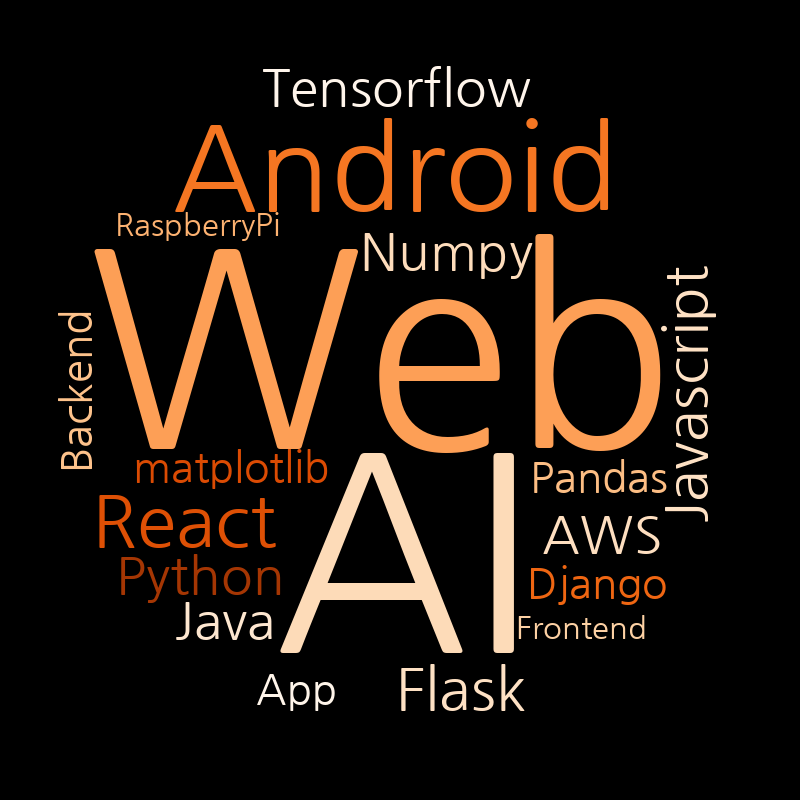 Tensorflow
Android
RaspberryPi
Numpy
Web
Javascript
Backend
matplotlib
AI
Pandas
React
AWS
Python
Django
Java
Frontend
App
Flask